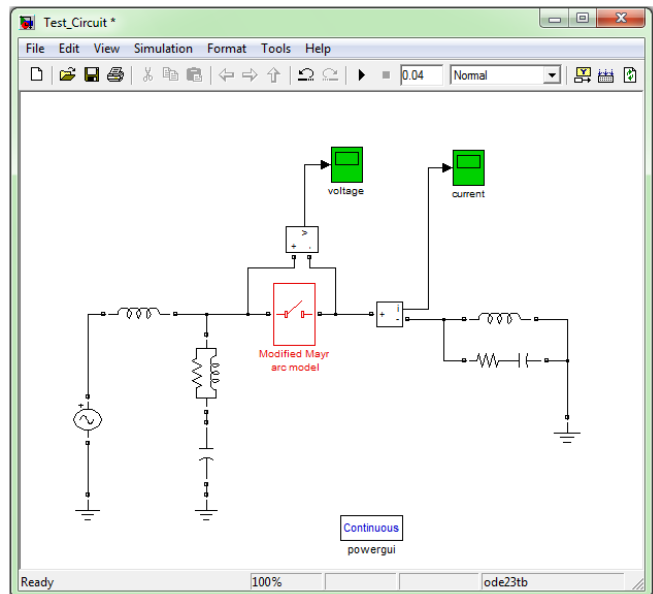 Test_Circuit *
File Edit View Simulation Format Tools Help
0.04 Normal
voltage
current
v
+ -
i
+
-
Modified Mayr
arc model
+
Continuous
powergui
Ready 100% ode23tb